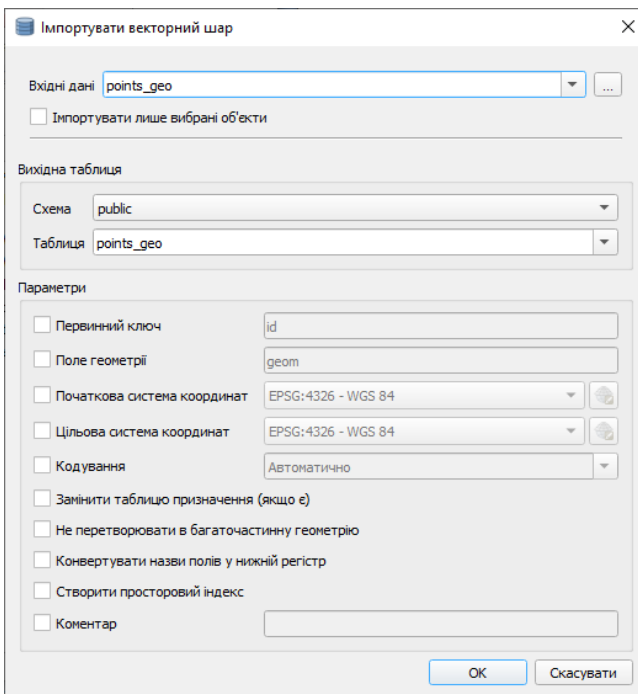 Імпортувати векторний шар
Вхідні дані points_geo ...
Імпортувати лише вибрані об'єкти
Вихідна таблиця
Схема public
Таблиця points_geo
Параметри
Первинний ключ id
Поле геометрії geom
Початкова система координат EPSG:4326 - WGS 84
Цільова система координат EPSG:4326 - WGS 84
Кодування Автоматично
Замінити таблицю призначення (якщо є)
Не перетворювати в багаточастинну геометрію
Конвертувати назви полів у нижній регістр
Створити просторовий індекс
Коментар
OK Скасувати